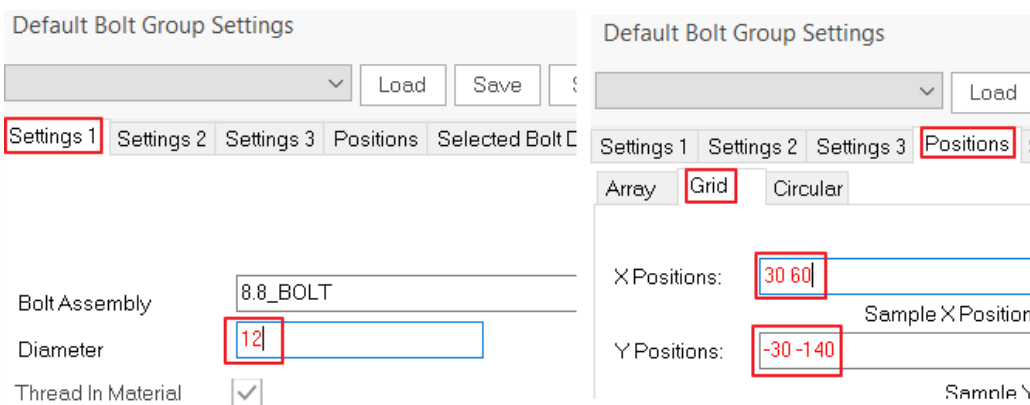 Default Bolt Group Settings
Load Save
Settings 1 Settings 2 Settings 3 Positions Selected Bolt
Bolt Assembly 8.8_BOLT
Diameter 12
Thread In Material
Default Bolt Group Settings
Load
Settings 1 Settings 2 Settings 3 Positions
Array Grid Circular
X Positions: 30 60
Sample X Position
Y Positions: -30 -140
Sample